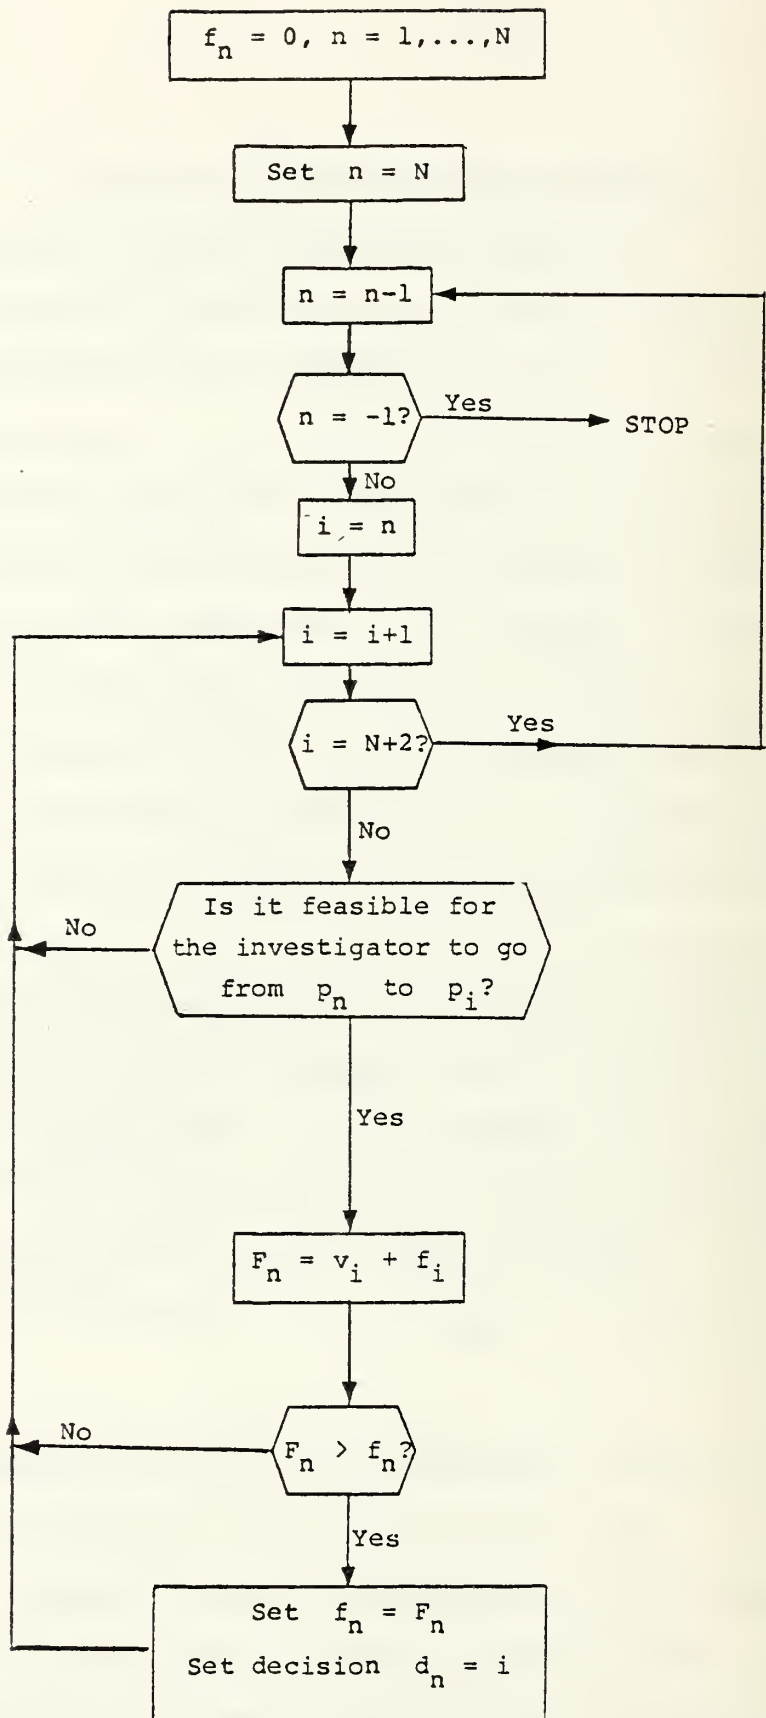 f_n = 0, n = 1,...,N
Set n = N
n = n-1
n = -1?
Yes
STOP
No
i = n
i = i+1
i = N+2?
Yes
No
Is it feasible for
the investigator to go
from p_n to p_i?
No
Yes
F_n = v_i + f_i
F_n > f_n?
No
Yes
Set f_n = F_n
Set decision d_n = i